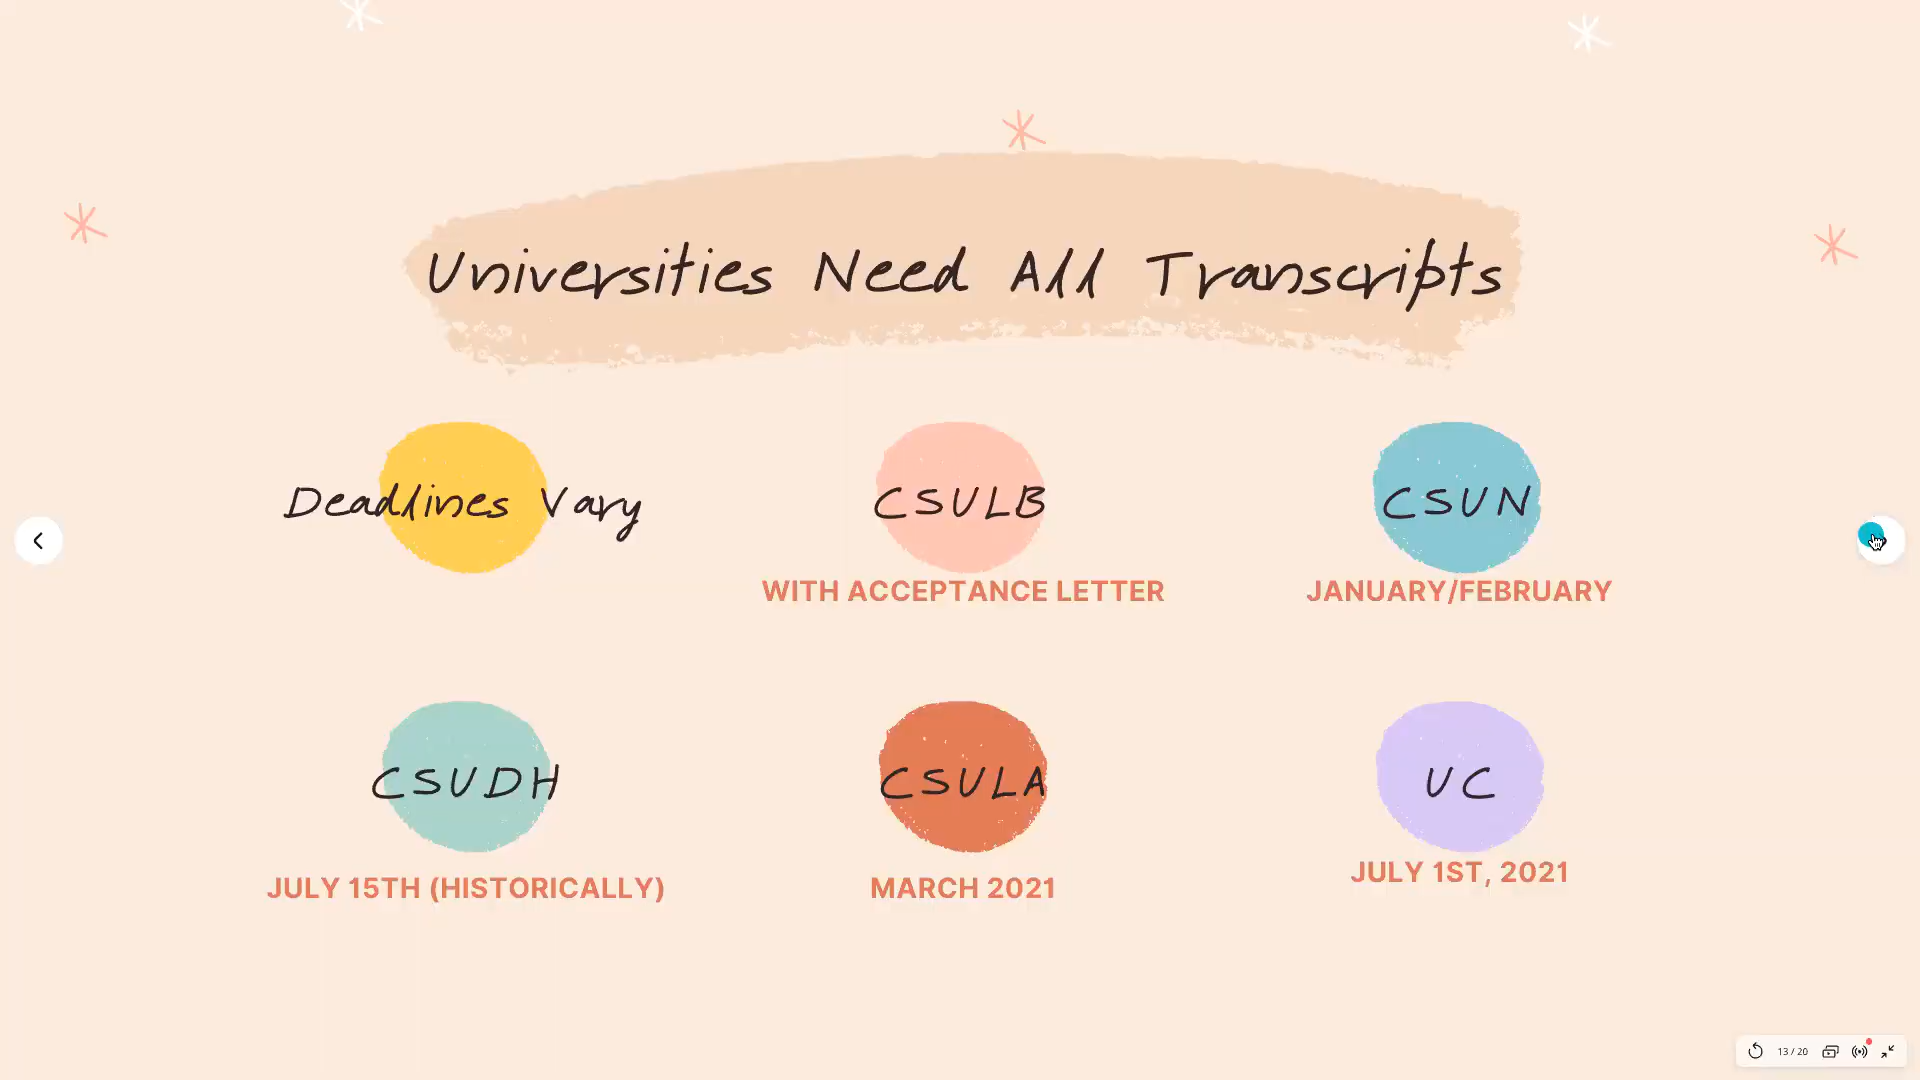 Universities Need All Transcripts
Deadlines Vary
CSULB
WITH ACCEPTANCE LETTER
CSUN
JANUARY/FEBRUARY
CSUDH
JULY 15TH (HISTORICALLY)
CSULA
MARCH 2021
UC
JULY 1ST, 2021
13 / 20